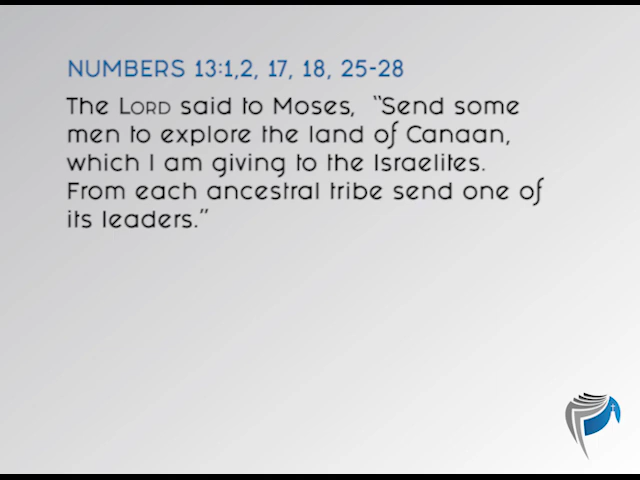 NUMBERS 13:1,2, 17, 18, 25-28
The LORD said to Moses, “Send some
men to explore the land of Canaan,
which I am giving to the Israelites.
From each ancestral tribe send one of
its leaders.”